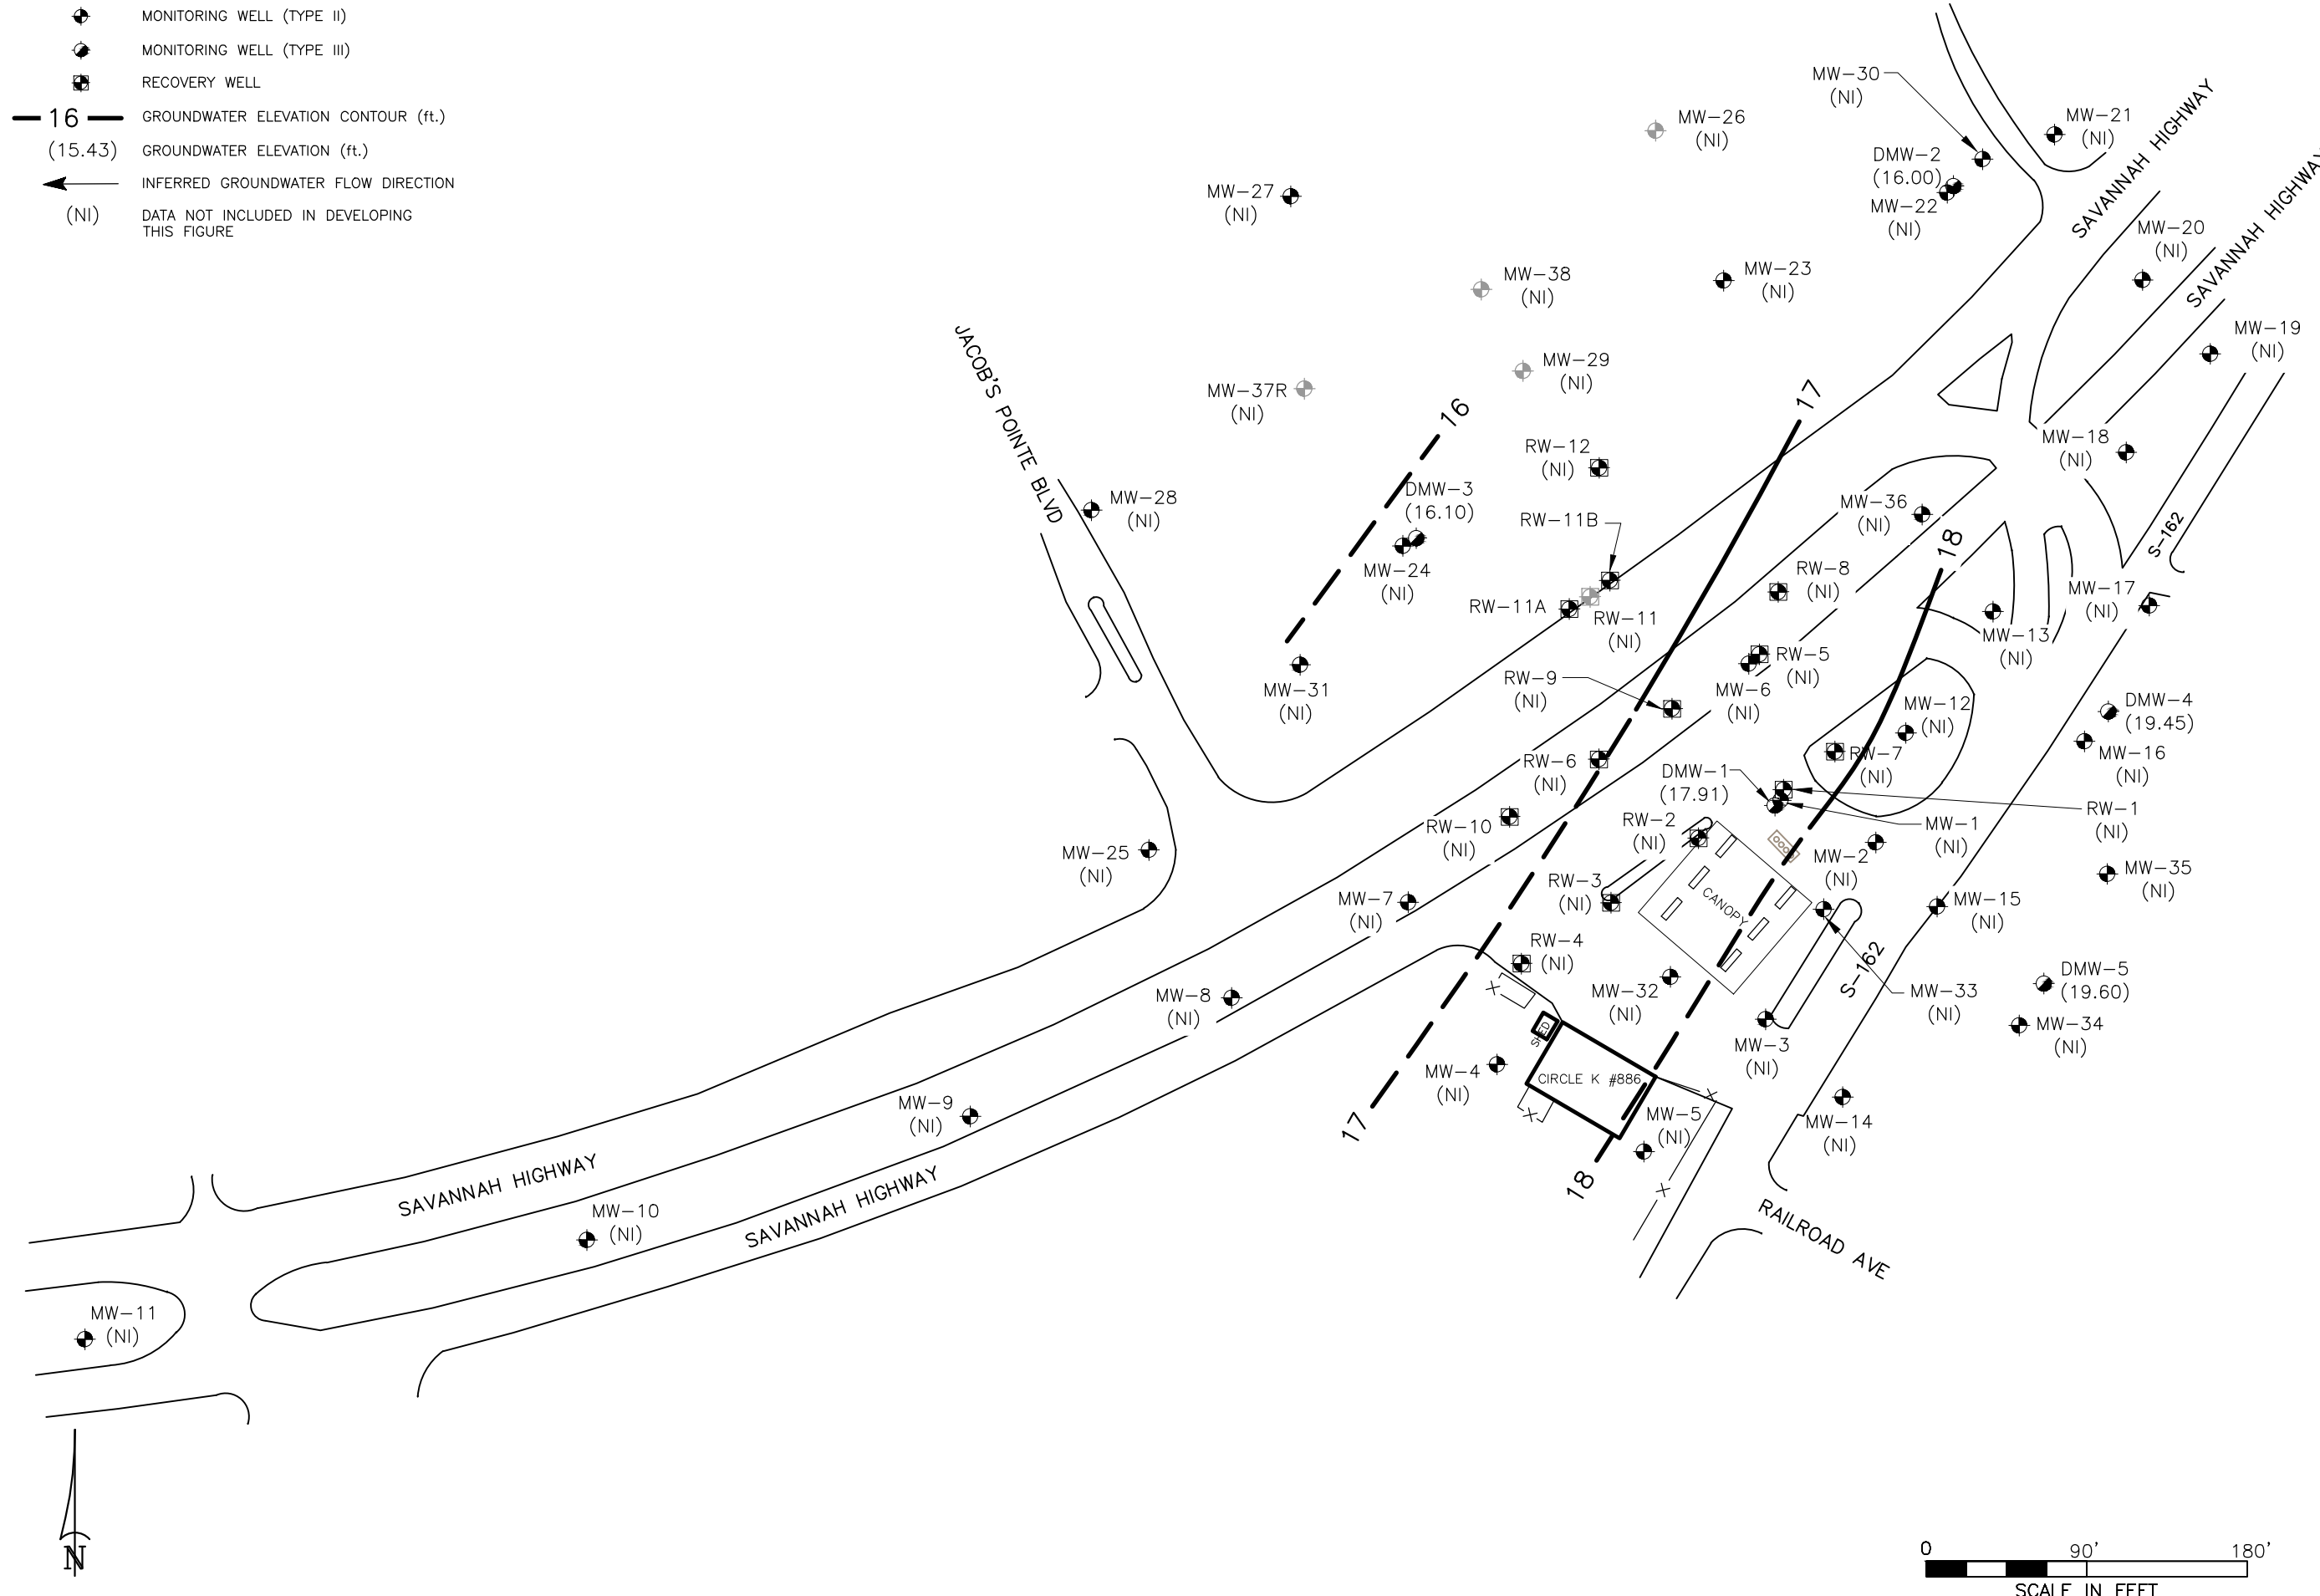 MONITORING WELL (TYPE II)
MONITORING WELL (TYPE III)
RECOVERY WELL
16
GROUNDWATER ELEVATION CONTOUR (ft.)
(15.43)
GROUNDWATER ELEVATION (ft.)
INFERRED GROUNDWATER FLOW DIRECTION
(NI)
DATA NOT INCLUDED IN DEVELOPING
THIS FIGURE
MW-30
(NI)
MW-26
(NI)
MW-21
(NI)
SAVANNAH HIGHWAY
SAVANNAH HIGHWAY
DMW-2
(16.00)
MW-22
(NI)
MW-27
(NI)
MW-20
(NI)
MW-38
(NI)
MW-23
(NI)
MW-19
(NI)
JACOB'S POINTE BLVD
MW-29
(NI)
MW-37R
(NI)
16
17
RW-12
(NI)
MW-18
(NI)
DMW-3
(16.10)
MW-28
(NI)
MW-36
(NI)
RW-11B
18
S-162
MW-24
(NI)
RW-8
(NI)
MW-17
(NI)
RW-11A
RW-11
(NI)
MW-13
(NI)
RW-5
(NI)
RW-9
(NI)
MW-31
(NI)
MW-6
(NI)
MW-12
(NI)
DMW-4
(19.45)
RW-7
(NI)
MW-16
(NI)
RW-6
(NI)
DMW-1
(17.91)
RW-1
(NI)
RW-10
(NI)
RW-2
(NI)
MW-1
(NI)
MW-25
(NI)
MW-2
(NI)
MW-35
(NI)
RW-3
(NI)
CANOPY
MW-7
(NI)
MW-15
(NI)
RW-4
(NI)
S-162
DMW-5
(19.60)
MW-8
(NI)
MW-32
(NI)
MW-33
(NI)
X
SHED
MW-34
(NI)
MW-3
(NI)
MW-4
(NI)
CIRCLE K #886
X
MW-9
(NI)
X
MW-5
(NI)
MW-14
(NI)
17
18
X
SAVANNAH HIGHWAY
SAVANNAH HIGHWAY
MW-10
(NI)
RAILROAD AVE
MW-11
(NI)
N
0
90'
180'
SCALE IN FEET